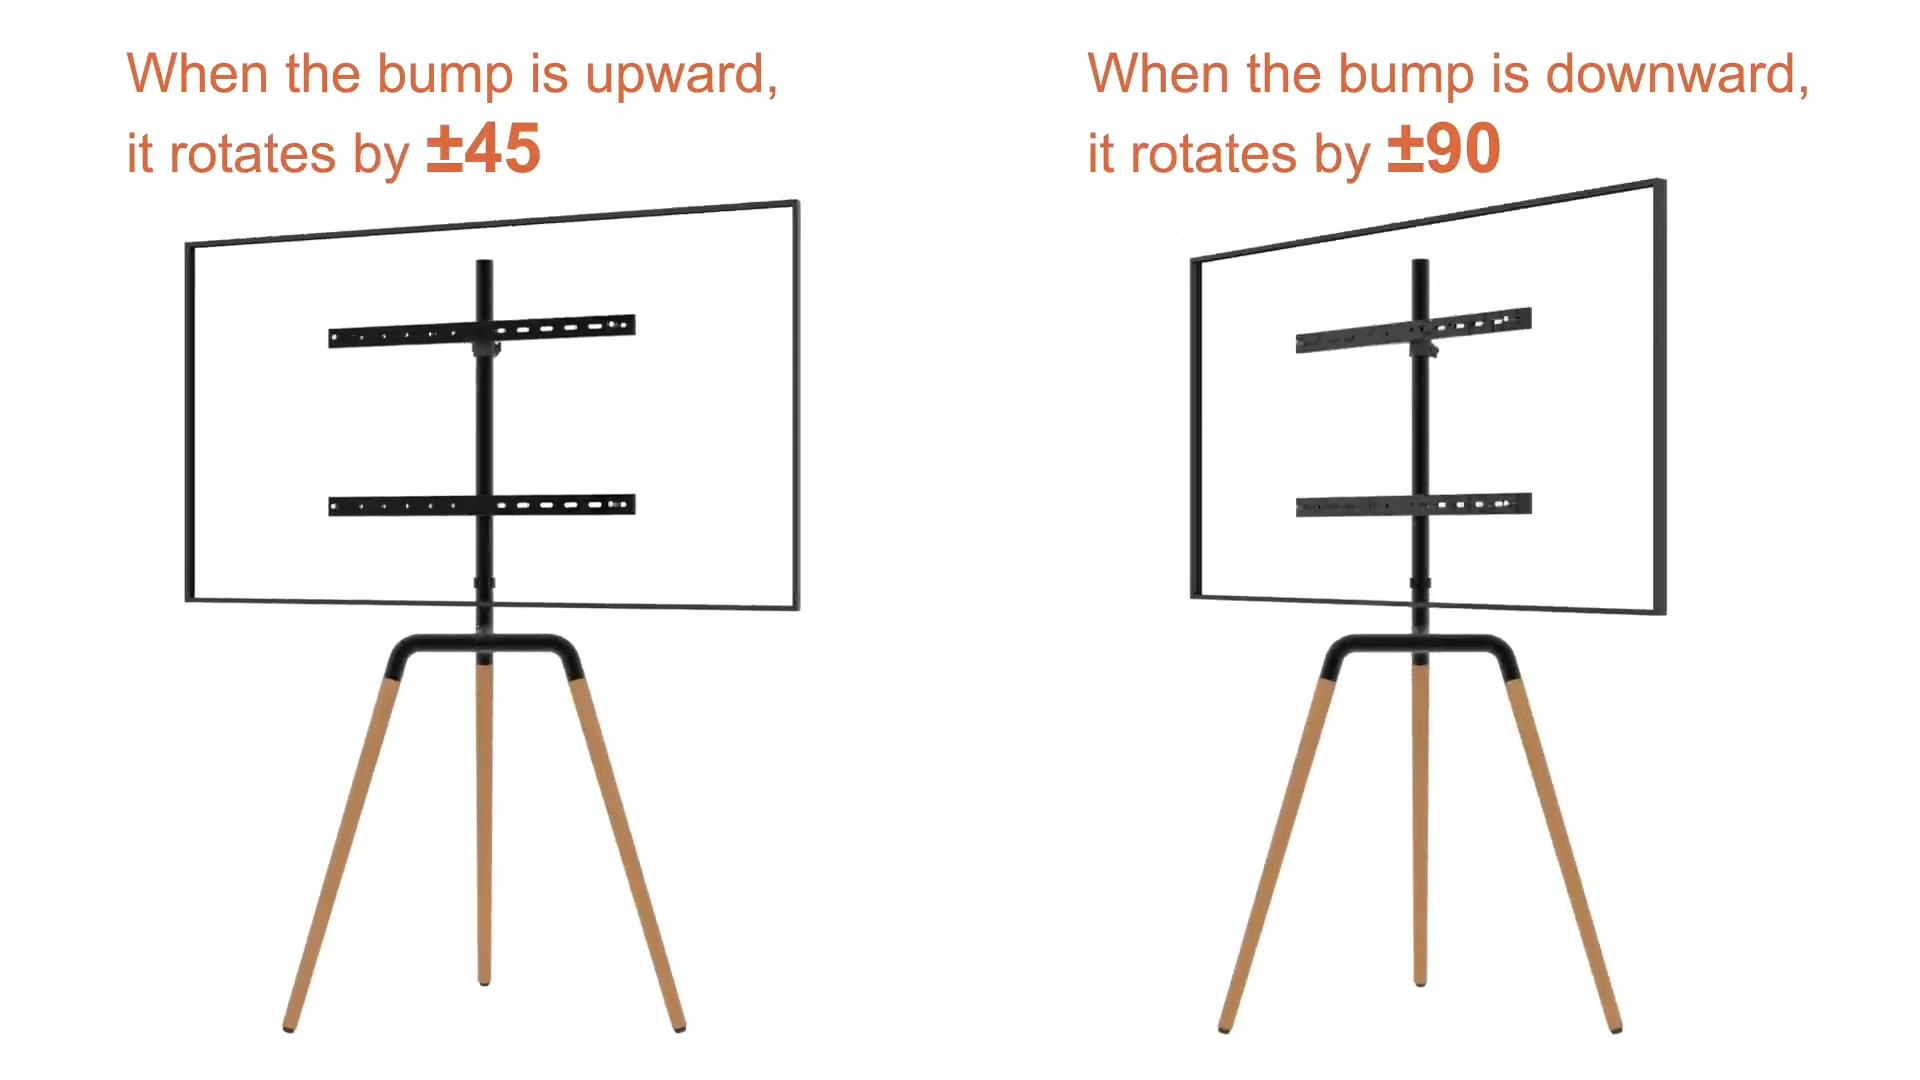 When the bump is upward,
it rotates by ±45
When the bump is downward,
it rotates by ±90